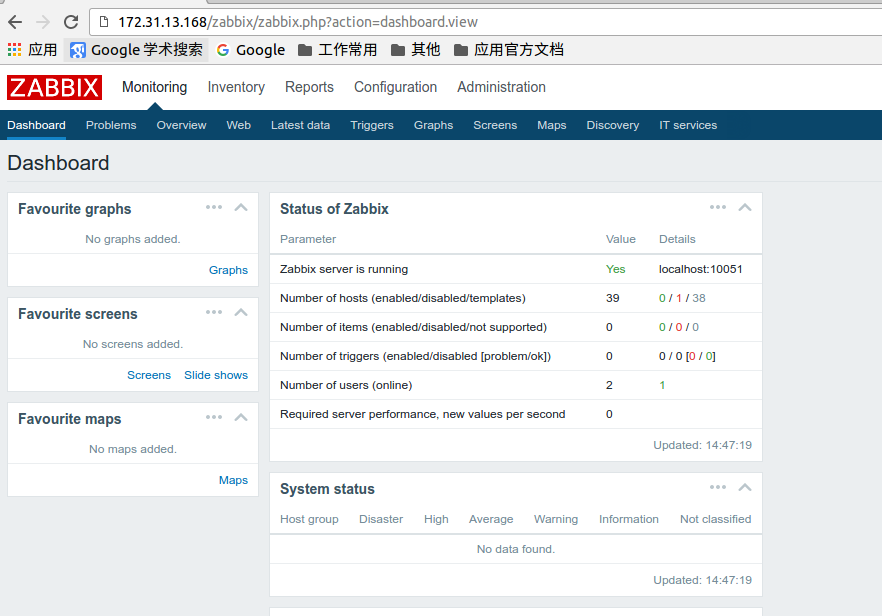 172.31.13.168/zabbix/zabbix.php?action=dashboard.view
应用 Google 学术搜索 Google 工作常用 其他 应用官方文档
ZABBIX Monitoring Inventory Reports Configuration Administration
Dashboard Problems Overview Web Latest data Triggers Graphs Screens Maps Discovery IT services
Dashboard
Favourite graphs
No graphs added.
Graphs
Favourite screens
No screens added.
Screens Slide shows
Favourite maps
No maps added.
Maps
Status of Zabbix
Parameter Value Details
Zabbix server is running Yes localhost:10051
Number of hosts (enabled/disabled/templates) 39 0 / 1 / 38
Number of items (enabled/disabled/not supported) 0 0 / 0 / 0
Number of triggers (enabled/disabled [problem/ok]) 0 0 / 0 [0 / 0]
Number of users (online) 2 1
Required server performance, new values per second 0
Updated: 14:47:19
System status
Host group Disaster High Average Warning Information Not classified
No data found.
Updated: 14:47:19